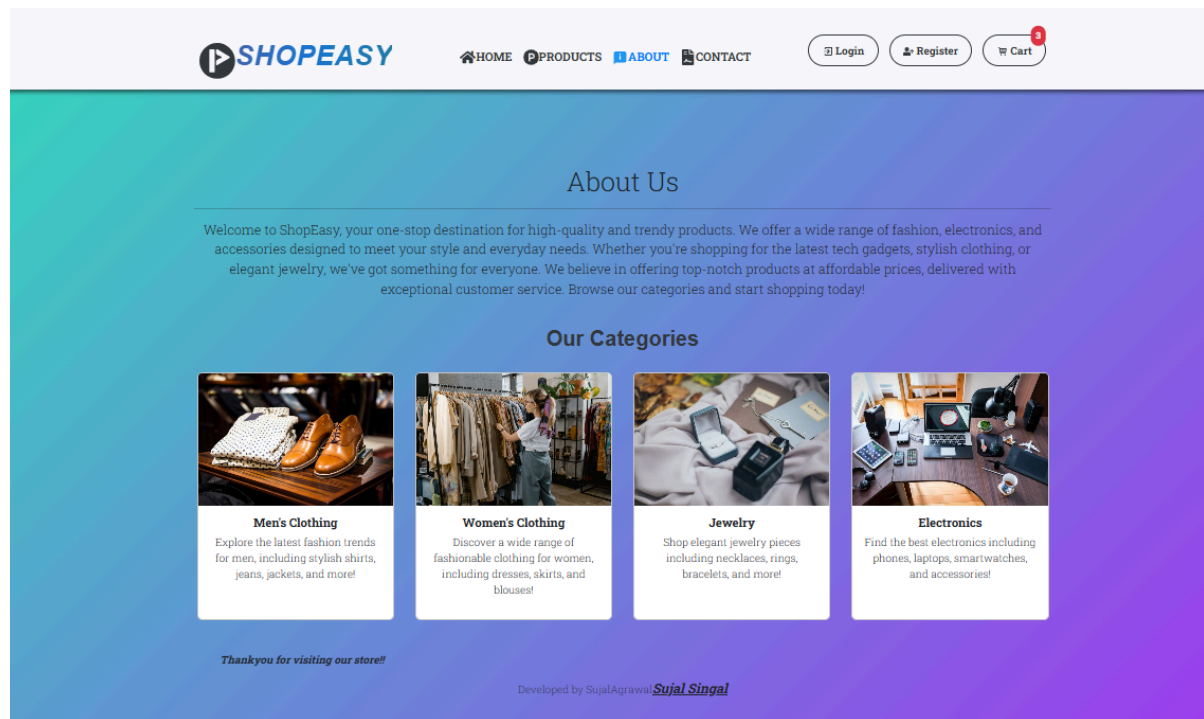 SHOPEASY
HOME PRODUCTS ABOUT CONTACT
Login Register Cart 3
About Us
Welcome to ShopEasy, your one-stop destination for high-quality and trendy products. We offer a wide range of fashion, electronics, and
accessories designed to meet your style and everyday needs. Whether you're shopping for the latest tech gadgets, stylish clothing, or
elegant jewelry, we've got something for everyone. We believe in offering top-notch products at affordable prices, delivered with
exceptional customer service. Browse our categories and start shopping today!
Our Categories
Men's Clothing
Explore the latest fashion trends
for men, including stylish shirts,
jeans, jackets, and more!
Women's Clothing
Discover a wide range of
fashionable clothing for women,
including dresses, skirts, and
blouses!
Jewelry
Shop elegant jewelry pieces
including necklaces, rings,
bracelets, and more!
Electronics
Find the best electronics including
phones, laptops, smartwatches,
and accessories!
Thankyou for visiting our store!!
Developed by SujalAgrawalSujal Singal